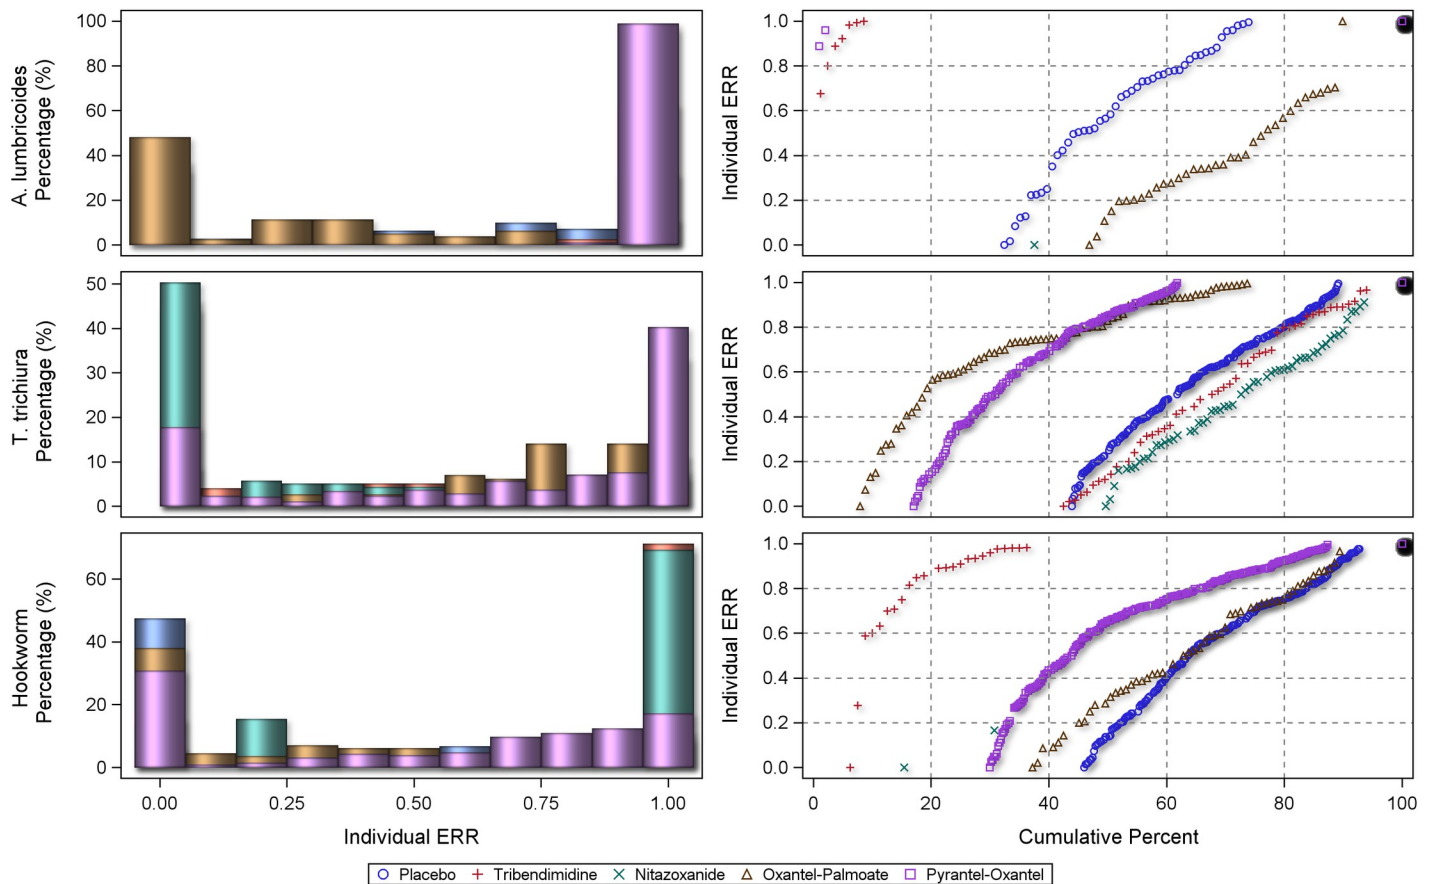 A. lumbricoides
Percentage (%)
100
80
60
40
20
0
Individual ERR
1.0
0.8
0.6
0.4
0.2
0.0
T. trichiura
Percentage (%)
50
40
30
20
10
0
Individual ERR
1.0
0.8
0.6
0.4
0.2
0.0
Hookworm
Percentage (%)
60
40
20
0
Individual ERR
1.0
0.8
0.6
0.4
0.2
0.0
0.00 0.25 0.50 0.75 1.00
Individual ERR
0 20 40 60 80 100
Cumulative Percent
Placebo Tribendimidine Nitazoxanide Oxantel-Palmoate Pyrantel-Oxantel